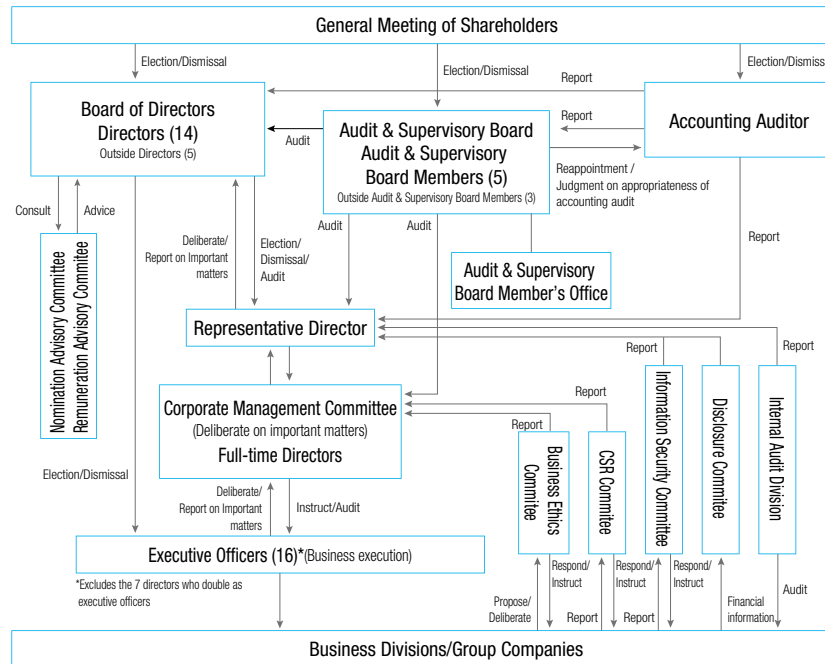 General Meeting of Shareholders
Election/Dismissal
Election/Dismissal
Election/Dismissa
Report
Board of Directors
Directors (14)
Outside Directors (5)
Audit
Audit & Supervisory Board
Audit & Supervisory
Board Members (5)
Outside Audit & Supervisory Board Members (3)
Report
Accounting Auditor
Reappointment /
Judgment on appropriateness of
accounting audit
Consult
Advice
Deliberate/
Report on Important
matters
Election/
Dismissal/
Audit
Audit
Audit
Report
Nomination Advisory Committee
Remuneration Advisory Commitee
Audit & Supervisory
Board Member's Office
Representative Director
Report
Report
Corporate Management Committee
(Deliberate on important matters)
Full-time Directors
Report
Report
Business Ethics
Commitee
CSR Commitee
Information Security Committee
Disclosure Commitee
Internal Audit Division
Election/Dismissal
Deliberate/
Report on Important
matters
Instruct/Audit
Executive Officers (16)*(Business execution)
*Excludes the 7 directors who double as
executive officers
Propose/
Deliberate
Respond/
Instruct
Report
Respond/
Instruct
Report
Respond/
Instruct
Financial
information
Audit
Business Divisions/Group Companies